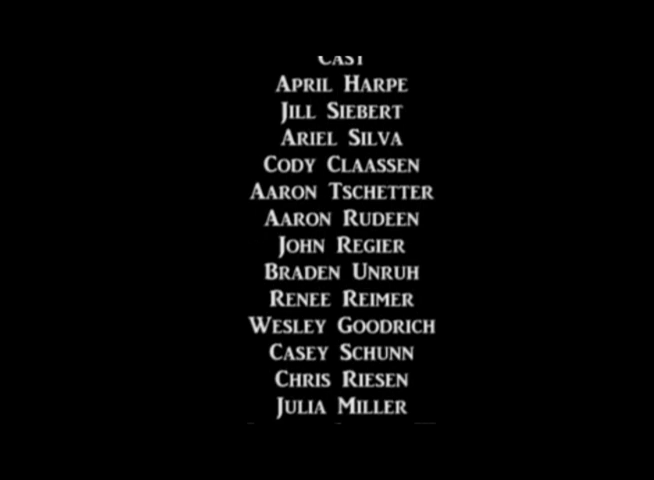 CAST
APRIL HARPE
JILL SIEBERT
ARIEL SILVA
CODY CLAASSEN
AARON TSCHETTER
AARON RUDEEN
JOHN REGIER
BRADEN UNRUH
RENEE REIMER
WESLEY GOODRICH
CASEY SCHUNN
CHRIS RIESEN
JULIA MILLER